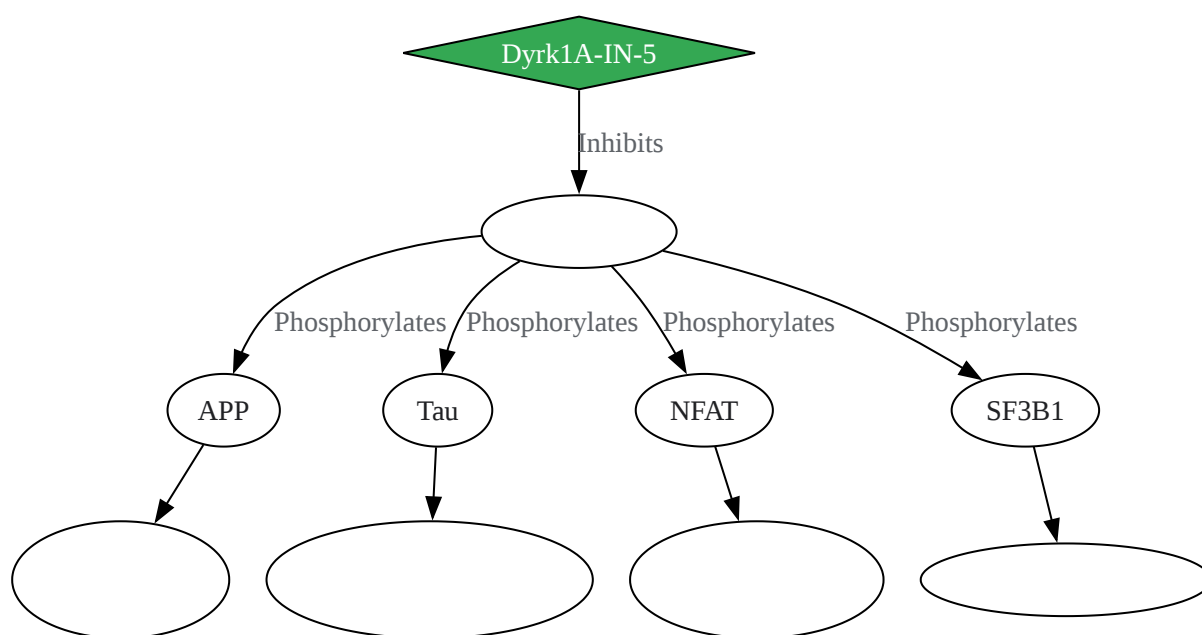 Dyrk1A-IN-5
Inhibits
Phosphorylates Phosphorylates Phosphorylates Phosphorylates
APP Tau NFAT SF3B1